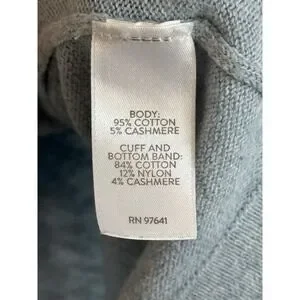 BODY:
95% COTTON
5% CASHMERE
CUFF AND
BOTTOM BAND:
84% COTTON
12% NYLON
4% CASHMERE
RN 97641